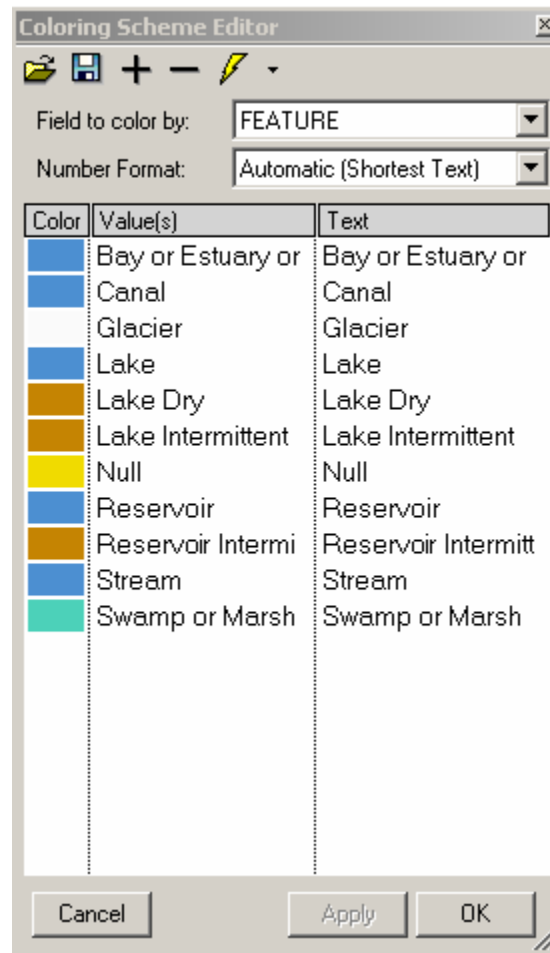 Coloring Scheme Editor
Field to color by: FEATURE
Number Format: Automatic (Shortest Text)
Color Value(s) Text
Bay or Estuary or Bay or Estuary or
Canal Canal
Glacier Glacier
Lake Lake
Lake Dry Lake Dry
Lake Intermittent Lake Intermittent
Null Null
Reservoir Reservoir
Reservoir Intermi Reservoir Intermitt
Stream Stream
Swamp or Marsh Swamp or Marsh
Cancel Apply OK